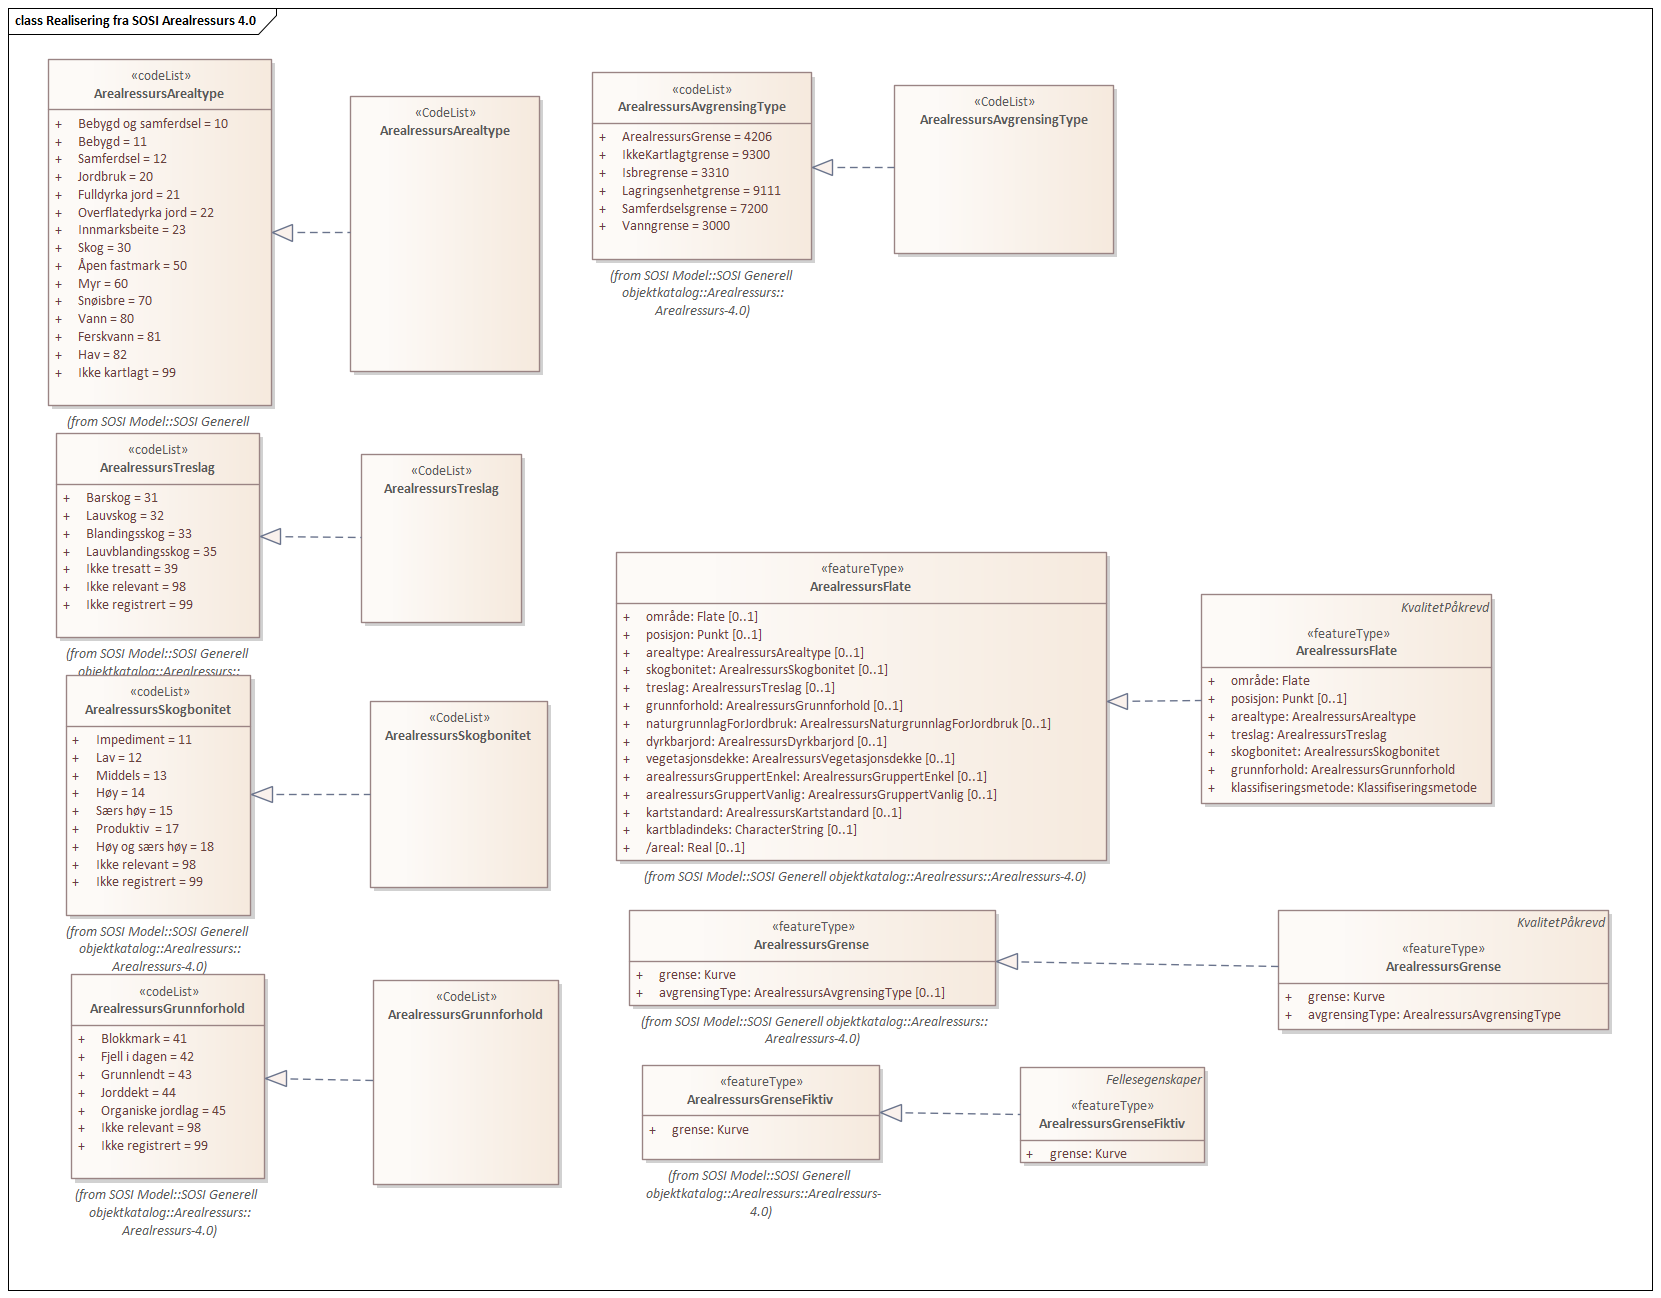 class Realisering fra SOSI Arealressurs 4.0
«codeList»
ArealressursArealtype
+ Bebygd og samferdsel = 10
+ Bebygd = 11
+ Samferdsel = 12
+ Jordbruk = 20
+ Fulldyrka jord = 21
+ Overflatedyrka jord = 22
+ Innmarksbeite = 23
+ Skog = 30
+ Åpen fastmark = 50
+ Myr = 60
+ Snøisbre = 70
+ Vann = 80
+ Ferskvann = 81
+ Hav = 82
+ Ikke kartlagt = 99
(from SOSI Model::SOSI Generell
«CodeList»
ArealressursArealtype
«codeList»
ArealressursAvgrensingType
+ ArealressursGrense = 4206
+ IkkeKartlagtgrense = 9300
+ Isbregrense = 3310
+ Lagringsenhetgrense = 9111
+ Samferdselsgrense = 7200
+ Vanngrense = 3000
(from SOSI Model::SOSI Generell
objektkatalog::Arealressurs::
Arealressurs-4.0)
«CodeList»
ArealressursAvgrensingType
«codeList»
ArealressursTreslag
+ Barskog = 31
+ Lauvskog = 32
+ Blandingsskog = 33
+ Lauvblandingsskog = 35
+ Ikke tresatt = 39
+ Ikke relevant = 98
+ Ikke registrert = 99
(from SOSI Model::SOSI Generell
objektkatalog::Arealressurs::
«CodeList»
ArealressursTreslag
«codeList»
ArealressursSkogbonitet
+ Impediment = 11
+ Lav = 12
+ Middels = 13
+ Høy = 14
+ Særs høy = 15
+ Produktiv = 17
+ Høy og særs høy = 18
+ Ikke relevant = 98
+ Ikke registrert = 99
(from SOSI Model::SOSI Generell
objektkatalog::Arealressurs::
Arealressurs-4.0)
«CodeList»
ArealressursSkogbonitet
«codeList»
ArealressursGrunnforhold
+ Blokkmark = 41
+ Fjell i dagen = 42
+ Grunnlendt = 43
+ Jorddekt = 44
+ Organiske jordlag = 45
+ Ikke relevant = 98
+ Ikke registrert = 99
(from SOSI Model::SOSI Generell
objektkatalog::Arealressurs::
Arealressurs-4.0)
«CodeList»
ArealressursGrunnforhold
«featureType»
ArealressursFlate
+ område: Flate [0..1]
+ posisjon: Punkt [0..1]
+ arealtype: ArealressursArealtype [0..1]
+ skogbonitet: ArealressursSkogbonitet [0..1]
+ treslag: ArealressursTreslag [0..1]
+ grunnforhold: ArealressursGrunnforhold [0..1]
+ naturgrunnlagForJordbruk: ArealressursNaturgrunnlagForJordbruk [0..1]
+ dyrkbarjord: ArealressursDyrkbarjord [0..1]
+ vegetasjonsdekke: ArealressursVegetasjonsdekke [0..1]
+ arealressursGruppertEnkel: ArealressursGruppertEnkel [0..1]
+ arealressursGruppertVanlig: ArealressursGruppertVanlig [0..1]
+ kartstandard: ArealressursKartstandard [0..1]
+ kartbladindeks: CharacterString [0..1]
+ /areal: Real [0..1]
(from SOSI Model::SOSI Generell objektkatalog::Arealressurs::Arealressurs-4.0)
KvalitetPåkrevd
«featureType»
ArealressursFlate
+ område: Flate
+ posisjon: Punkt [0..1]
+ arealtype: ArealressursArealtype
+ treslag: ArealressursTreslag
+ skogbonitet: ArealressursSkogbonitet
+ grunnforhold: ArealressursGrunnforhold
+ klassifiseringsmetode: Klassifiseringsmetode
«featureType»
ArealressursGrense
+ grense: Kurve
+ avgrensingType: ArealressursAvgrensingType [0..1]
(from SOSI Model::SOSI Generell objektkatalog::Arealressurs::
Arealressurs-4.0)
KvalitetPåkrevd
«featureType»
ArealressursGrense
+ grense: Kurve
+ avgrensingType: ArealressursAvgrensingType
«featureType»
ArealressursGrenseFiktiv
+ grense: Kurve
(from SOSI Model::SOSI Generell
objektkatalog::Arealressurs::Arealressurs-
4.0)
Fellesegenskaper
«featureType»
ArealressursGrenseFiktiv
+ grense: Kurve